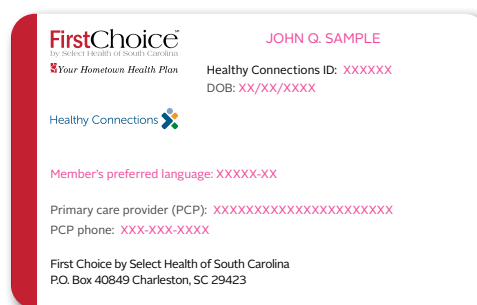 FirstChoice™
by Select Health of South Carolina
Your Hometown Health Plan
JOHN Q. SAMPLE
Healthy Connections ID: XXXXXX
DOB: XX/XX/XXXX
Healthy Connections
Member's preferred language: XXXXX-XX
Primary care provider (PCP): XXXXXXXXXXXXXXXXXXXXXX
PCP phone: XXX-XXX-XXXX
First Choice by Select Health of South Carolina
P.O. Box 40849 Charleston, SC 29423